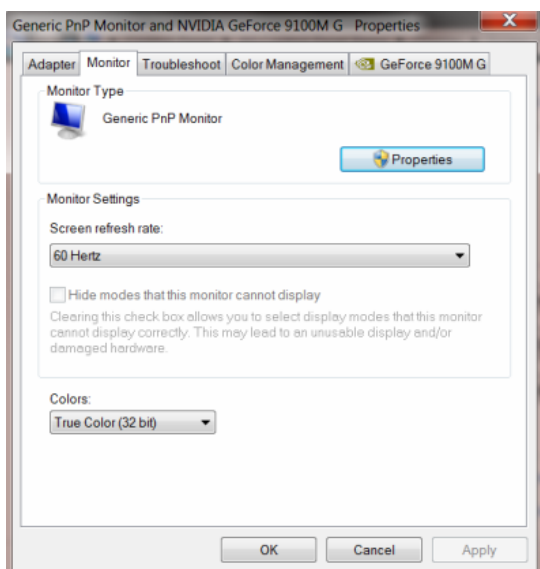 Generic PnP Monitor and NVIDIA GeForce 9100M G Properties
Adapter Monitor Troubleshoot Color Management GeForce 9100M G
Monitor Type
Generic PnP Monitor
Properties
Monitor Settings
Screen refresh rate:
60 Hertz
Hide modes that this monitor cannot display
Clearing this check box allows you to select display modes that this monitor
cannot display correctly. This may lead to an unusable display and/or
damaged hardware.
Colors:
True Color (32 bit)
OK Cancel Apply